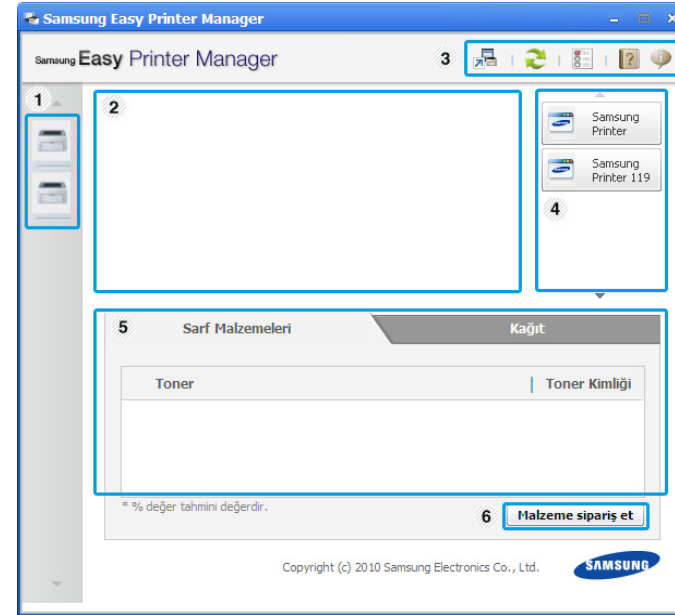 Samsung Easy Printer Manager
Samsung Easy Printer Manager
3
1
2
Samsung
Printer
Samsung
Printer 119
4
5
Sarf Malzemeleri
Kağıt
Toner
Toner Kimliği
* % değer tahmini değerdir.
6
Malzeme sipariş et
Copyright (c) 2010 Samsung Electronics Co., Ltd.
SAMSUNG